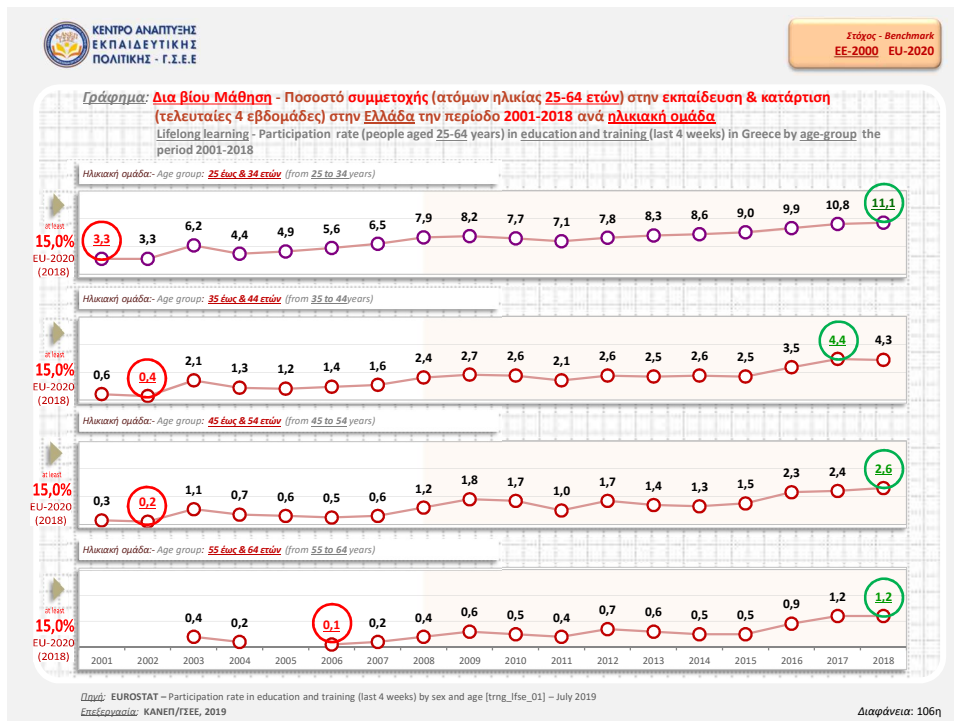 ΚΕΝΤΡΟ ΑΝΑΠΤΥΞΗΣ
ΕΚΠΑΙΔΕΥΤΙΚΗΣ
ΠΟΛΙΤΙΚΗΣ - Γ.Σ.Ε.Ε
Στόχος - Benchmark
ΕΕ-2000 EU-2020
Γράφημα: Δια βίου Μάθηση - Ποσοστό συμμετοχής (ατόμων ηλικίας 25-64 ετών) στην εκπαίδευση & κατάρτιση
(τελευταίες 4 εβδομάδες) στην Ελλάδα την περίοδο 2001-2018 ανά ηλικιακή ομάδα
Lifelong learning - Participation rate (people aged 25-64 years) in education and training (last 4 weeks) in Greece by age-group the
period 2001-2018
Ηλικιακή ομάδα:- Age group: 25 έως & 34 ετών (from 25 to 34 years)
at least
15,0%
EU-2020
(2018)
3,3 3,3 6,2 4,4 4,9 5,6 6,5 7,9 8,2 7,7 7,1 7,8 8,3 8,6 9,0 9,9 10,8 11,1
Ηλικιακή ομάδα:- Age group: 35 έως & 44 ετών (from 35 to 44years)
at least
15,0%
EU-2020
(2018)
0,6 0,4 2,1 1,3 1,2 1,4 1,6 2,4 2,7 2,6 2,1 2,6 2,5 2,6 2,5 3,5 4,4 4,3
Ηλικιακή ομάδα:- Age group: 45 έως & 54 ετών (from 45 to 54 years)
at least
15,0%
EU-2020
(2018)
0,3 0,2 1,1 0,7 0,6 0,5 0,6 1,2 1,8 1,7 1,0 1,7 1,4 1,3 1,5 2,3 2,4 2,6
Ηλικιακή ομάδα:- Age group: 55 έως & 64 ετών (from 55 to 64 years)
at least
15,0%
EU-2020
(2018)
0,4 0,2 0,1 0,2 0,4 0,6 0,5 0,4 0,7 0,6 0,5 0,5 0,9 1,2 1,2
2001 2002 2003 2004 2005 2006 2007 2008 2009 2010 2011 2012 2013 2014 2015 2016 2017 2018
Πηγή: EUROSTAT – Participation rate in education and training (last 4 weeks) by sex and age [trng_lfse_01] – July 2019
Επεξεργασία: ΚΑΝΕΠ/ΓΣΕΕ, 2019
Διαφάνεια: 106η